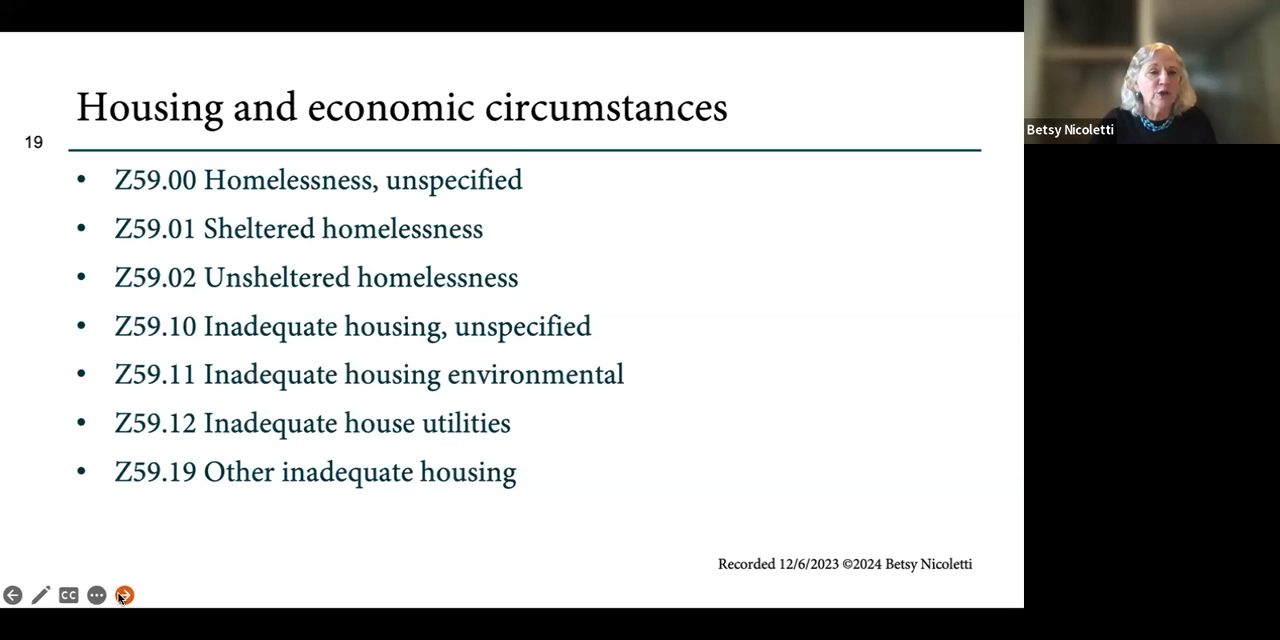 Housing and economic circumstances
19
• Z59.00 Homelessness, unspecified
• Z59.01 Sheltered homelessness
• Z59.02 Unsheltered homelessness
• Z59.10 Inadequate housing, unspecified
• Z59.11 Inadequate housing environmental
• Z59.12 Inadequate house utilities
• Z59.19 Other inadequate housing
Recorded 12/6/2023 ©2024 Betsy Nicoletti
CC
Betsy Nicoletti